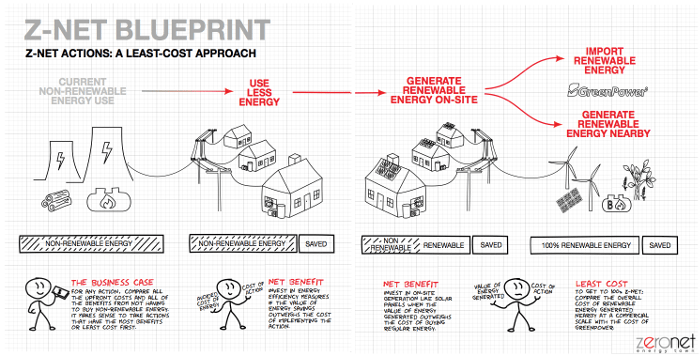 Z-NET BLUEPRINT
Z-NET ACTIONS: A LEAST-COST APPROACH
CURRENT
NON-RENEWABLE
ENERGY USE
USE
LESS
ENERGY
GENERATE
RENEWABLE
ENERGY ON-SITE
IMPORT
RENEWABLE
ENERGY
GreenPower
GENERATE
RENEWABLE
ENERGY NEARBY
B
NON-RENEWABLE ENERGY
NON-RENEWABLE ENERGY
SAVED
NON
RENEWABLE
RENEWABLE
SAVED
100% RENEWABLE ENERGY
SAVED
THE BUSINESS CASE
FOR ANY ACTION, COMPARE ALL
THE UPFRONT COSTS AND ALL OF
THE BENEFITS FROM NOT HAVING
TO BUY NON-RENEWABLE ENERGY.
IT MAKES SENSE TO TAKE ACTIONS
THAT HAVE THE MOST BENEFITS
OR LEAST COST FIRST.
AVOIDED
COST OF
ENERGY
COST OF
ACTION
NET BENEFIT
INVEST IN ENERGY
EFFICIENCY MEASURES
IF THE VALUE OF
ENERGY SAVINGS
OUTWEIGHS THE COST
OF IMPLEMENTING THE
ACTION.
NET BENEFIT
INVEST IN ON-SITE
GENERATION LIKE SOLAR
PANELS WHEN THE
VALUE OF ENERGY
GENERATED OUTWEIGHS
THE COST OF BUYING
REGULAR ENERGY.
VALUE OF
ENERGY
GENERATED
COST OF
ACTION
LEAST COST
TO GET TO 100% Z-NET:
COMPARE THE OVERALL
COST OF RENEWABLE
ENERGY GENERATED
NEARBY AT A COMMERCIAL
SCALE WITH THE COST OF
GREENPOWER
zeronet
energy town